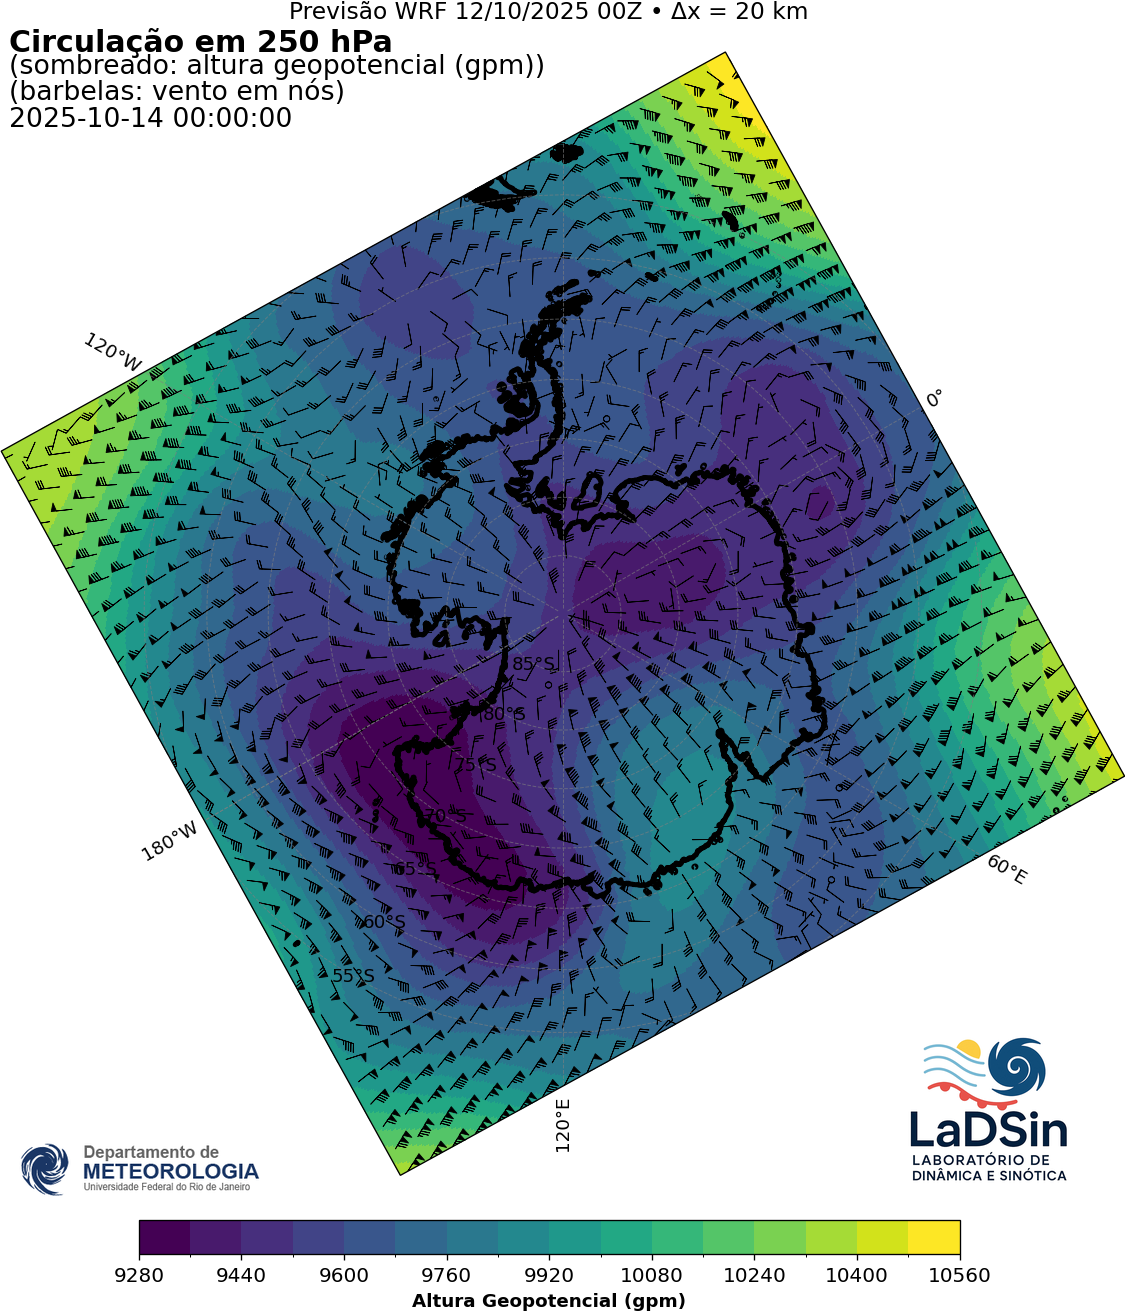 Previsão WRF 12/10/2025 00Z • Δx = 20 km
Circulação em 250 hPa
(sombreado: altura geopotencial (gpm))
(barbelas: vento em nós)
2025-10-14 00:00:00
120°W
0°
85°S
80°S
75°S
70°S
65°S
60°S
55°S
180°W
60°E
120°E
LaDSin
LABORATÓRIO DE
DINÂMICA E SINÓTICA
Departamento de
METEOROLOGIA
Universidade Federal do Rio de Janeiro
9280 9440 9600 9760 9920 10080 10240 10400 10560
Altura Geopotencial (gpm)